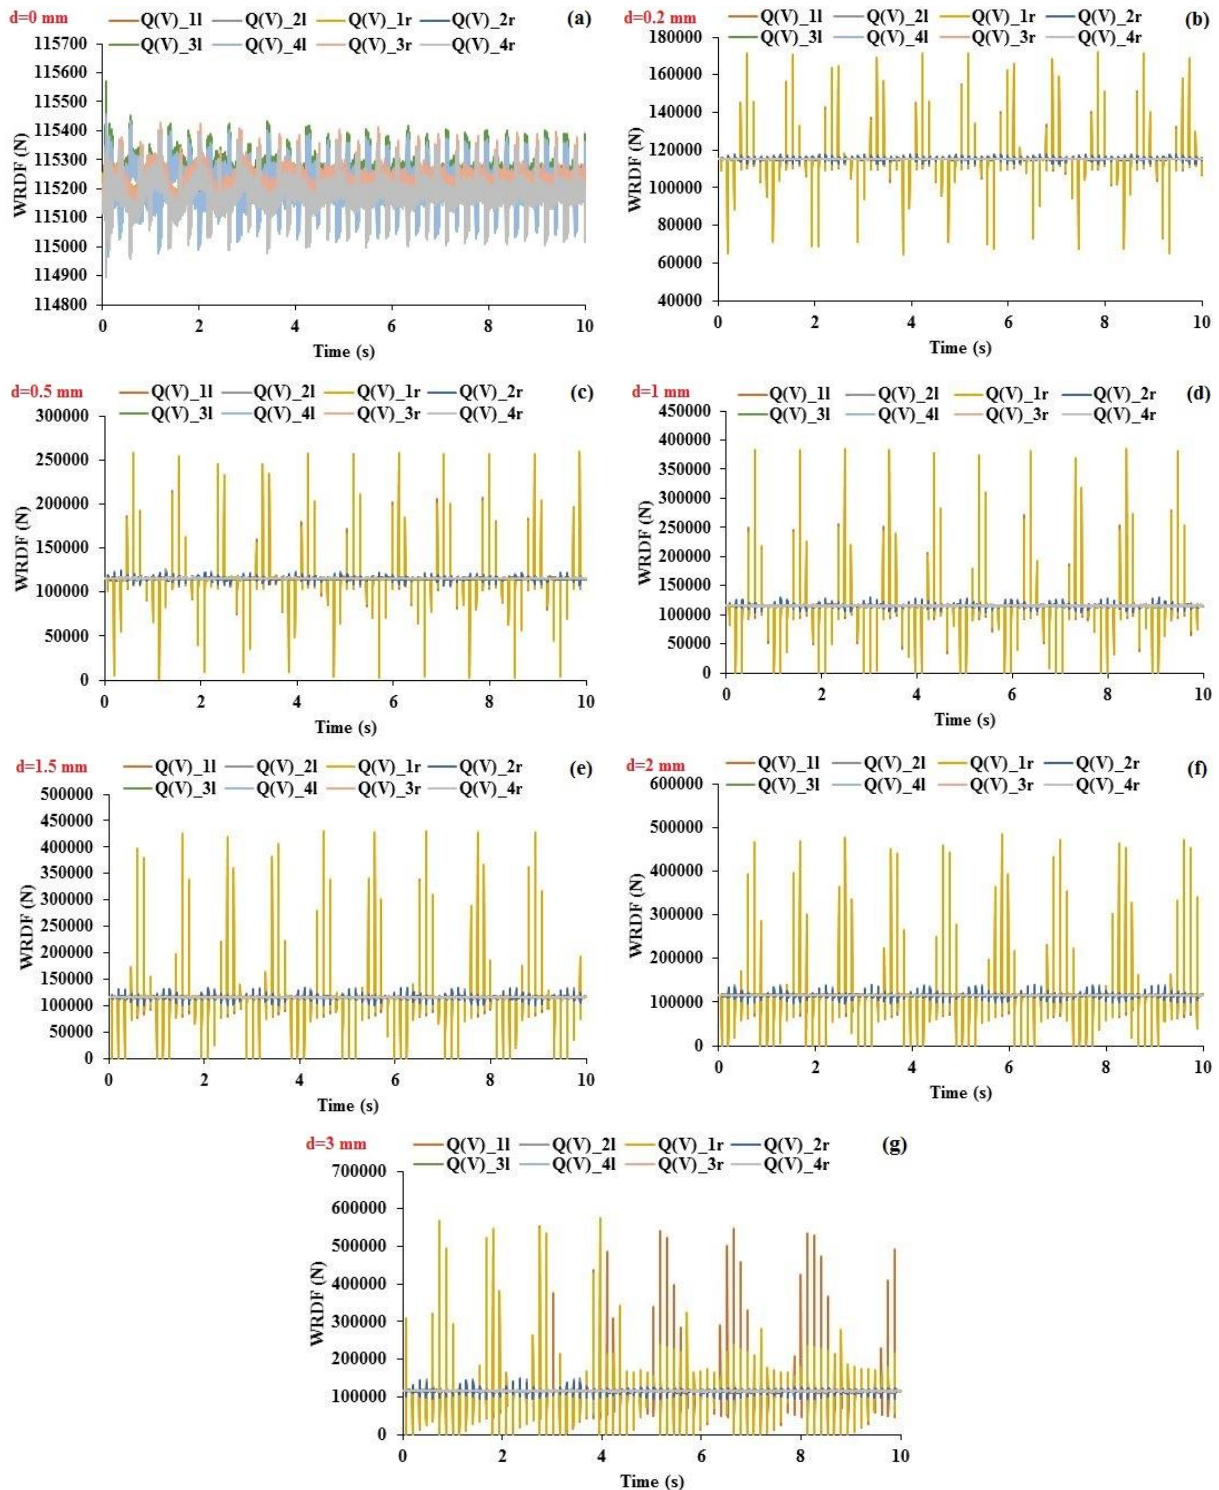 d=0 mm
Q(V)_1l Q(V)_2l Q(V)_1r Q(V)_2r
(a)
Q(V)_3l Q(V)_4l Q(V)_3r Q(V)_4r
115700
115600
115500
115400
115300
115200
115100
115000
114900
114800
WRDF (N)
0 2 4 6 8 10
Time (s)
d=0.2 mm
Q(V)_1l Q(V)_2l Q(V)_1r Q(V)_2r
(b)
Q(V)_3l Q(V)_4l Q(V)_3r Q(V)_4r
180000
160000
140000
120000
100000
80000
60000
40000
WRDF (N)
0 2 4 6 8 10
Time (s)
d=0.5 mm
Q(V)_1l Q(V)_2l Q(V)_1r Q(V)_2r
(c)
Q(V)_3l Q(V)_4l Q(V)_3r Q(V)_4r
300000
250000
200000
150000
100000
50000
0
WRDF (N)
0 2 4 6 8 10
Time (s)
d=1 mm
Q(V)_1l Q(V)_2l Q(V)_1r Q(V)_2r
(d)
Q(V)_3l Q(V)_4l Q(V)_3r Q(V)_4r
450000
400000
350000
300000
250000
200000
150000
100000
50000
0
WRDF (N)
0 2 4 6 8 10
Time (s)
d=1.5 mm
Q(V)_1l Q(V)_2l Q(V)_1r Q(V)_2r
(e)
Q(V)_3l Q(V)_4l Q(V)_3r Q(V)_4r
500000
450000
400000
350000
300000
250000
200000
150000
100000
50000
0
WRDF (N)
0 2 4 6 8 10
Time (s)
d=2 mm
Q(V)_1l Q(V)_2l Q(V)_1r Q(V)_2r
(f)
Q(V)_3l Q(V)_4l Q(V)_3r Q(V)_4r
600000
500000
400000
300000
200000
100000
0
WRDF (N)
0 2 4 6 8 10
Time (s)
d=3 mm
Q(V)_1l Q(V)_2l Q(V)_1r Q(V)_2r
(g)
Q(V)_3l Q(V)_4l Q(V)_3r Q(V)_4r
700000
600000
500000
400000
300000
200000
100000
0
WRDF (N)
0 2 4 6 8 10
Time (s)